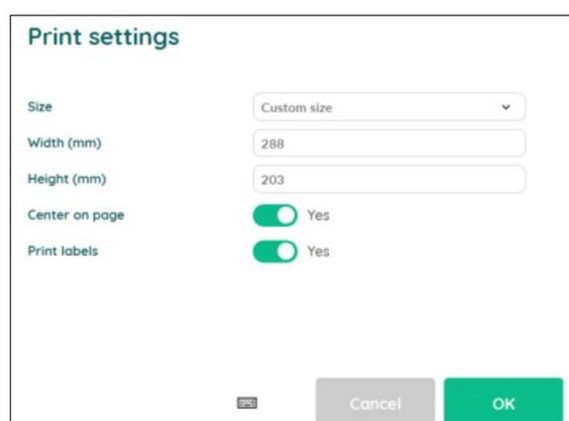 Print settings
Size Custom size
Width (mm) 288
Height (mm) 203
Center on page Yes
Print labels Yes
Cancel OK